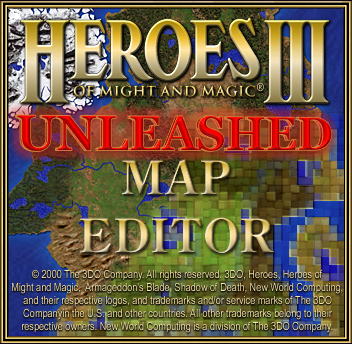 HEROES III
OF MIGHT AND MAGIC®
UNLEASHED
MAP
EDITOR
© 2000 The 3DO Company. All rights reserved. 3DO, Heroes, Heroes of
Might and Magic, Armageddon's Blade, Shadow of Death, New World Computing,
and their respective logos, and trademarks and/or service marks of The 3DO
Companyin the U.S. and other countries. All other trademarks belong to their
respective owners. New World Computing is a division of The 3DO Company